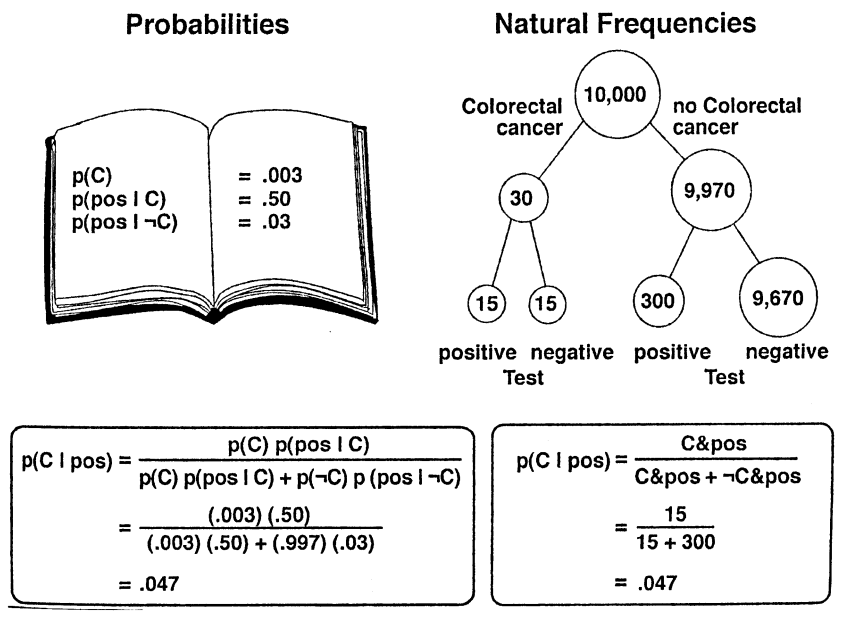 Probabilities
p(C) = .003
p(pos | C) = .50
p(pos | ¬C) = .03
Natural Frequencies
10,000
Colorectal
cancer
no Colorectal
cancer
30
9,970
15
15
300
9,670
positive negative
Test
positive negative
Test
p(C | pos) = p(C) p(pos | C)
p(C) p(pos | C) + p(¬C) p (pos | ¬C)
= (.003) (.50)
(.003) (.50) + (.997) (.03)
= .047
p(C | pos) = C&pos
C&pos + ¬C&pos
= 15
15 + 300
= .047